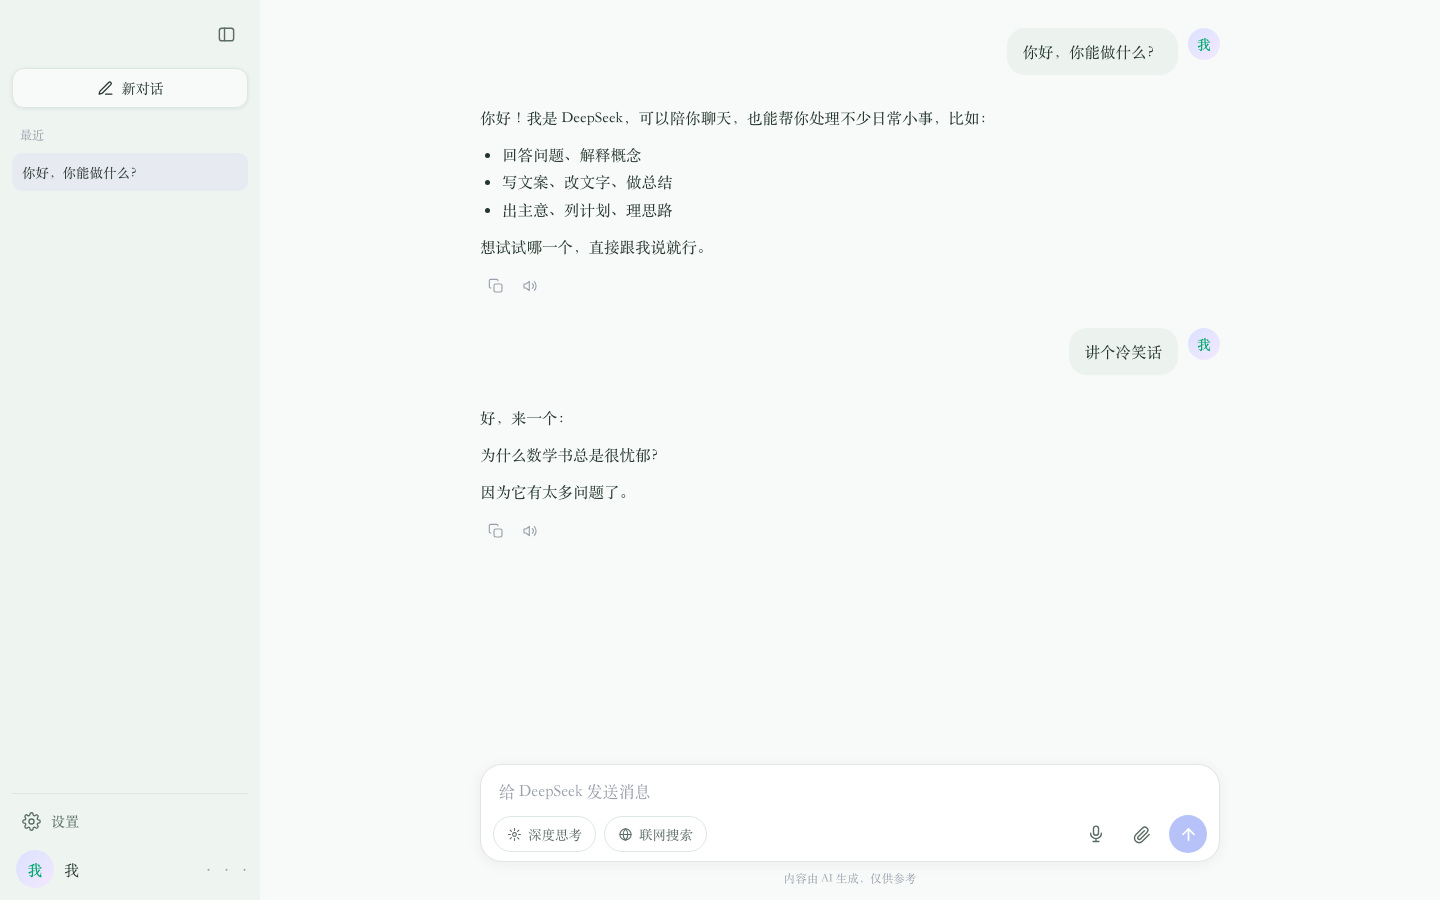 新对话
最近
你好，你能做什么？
设置
我
我
· · ·
你好，你能做什么？
我
你好！我是 DeepSeek，可以陪你聊天，也能帮你处理不少日常小事，比如：
• 回答问题、解释概念
• 写文案、改文字、做总结
• 出主意、列计划、理思路
想试试哪一个，直接跟我说就行。
讲个冷笑话
我
好，来一个：
为什么数学书总是很忧郁？
因为它有太多问题了。
给 DeepSeek 发送消息
深度思考
联网搜索
内容由 AI 生成，仅供参考